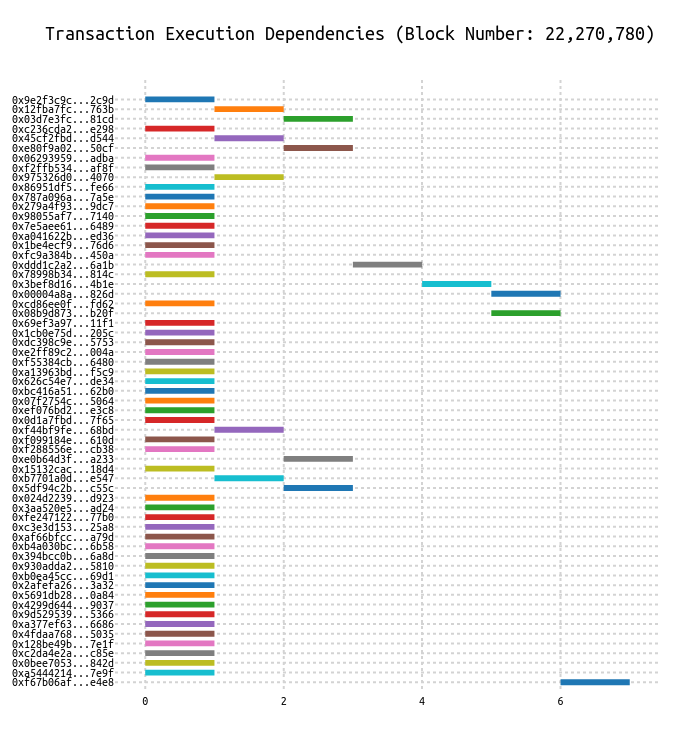 Transaction Execution Dependencies (Block Number: 22,270,780)
0x9e2f3c9c...2c9d
0x12fba7fc...763b
0x03d7e3fc...81cd
0xc236cda2...e298
0x45cf2fbd...d544
0xe80f9a02...50cf
0x06293959...adba
0xf2ffb534...af8f
0x975326d0...4070
0x86951df5...fe66
0x787a096a...7a5e
0x279a4f93...9dc7
0x98055af7...7140
0x7e5aee61...6489
0xa041622b...ed36
0x1be4ecf9...76d6
0xfc9a384b...450a
0xddd1c2a2...6a1b
0x78998b34...814c
0x3bef8d16...4b1e
0x00004a8a...826d
0xcd86ee0f...fd62
0x08b9d873...b20f
0x69ef3a97...11f1
0x1cb0e75d...205c
0xdc398c9e...5753
0xe2ff89c2...004a
0xf55384cb...6480
0xa13963bd...f5c9
0x626c54e7...de34
0xbc416a51...62b0
0x07f2754c...5064
0xef076bd2...e3c8
0x0d1a7fbd...7f65
0xf44bf9fe...68bd
0xf099184e...610d
0xf288556e...cb38
0xe0b64d3f...a233
0x15132cac...18d4
0xb7701a0d...e547
0x5df94c2b...c55c
0x024d2239...d923
0x3aa520e5...ad24
0xfe247122...77b0
0xc3e3d153...25a8
0xaf66bfcc...a79d
0xb4a030bc...6b58
0x394bcc0b...6a8d
0x930adda2...5810
0xb0ea45cc...69d1
0x2afefa26...3a32
0x5691db28...0a84
0x4299d644...9037
0x9d529539...5366
0xa377ef63...6686
0x4fdaa768...5035
0x128be49b...7e1f
0xc2da4e2a...c85e
0x0bee7053...842d
0xa5444214...7e9f
0xf67b06af...e4e8
0 2 4 6